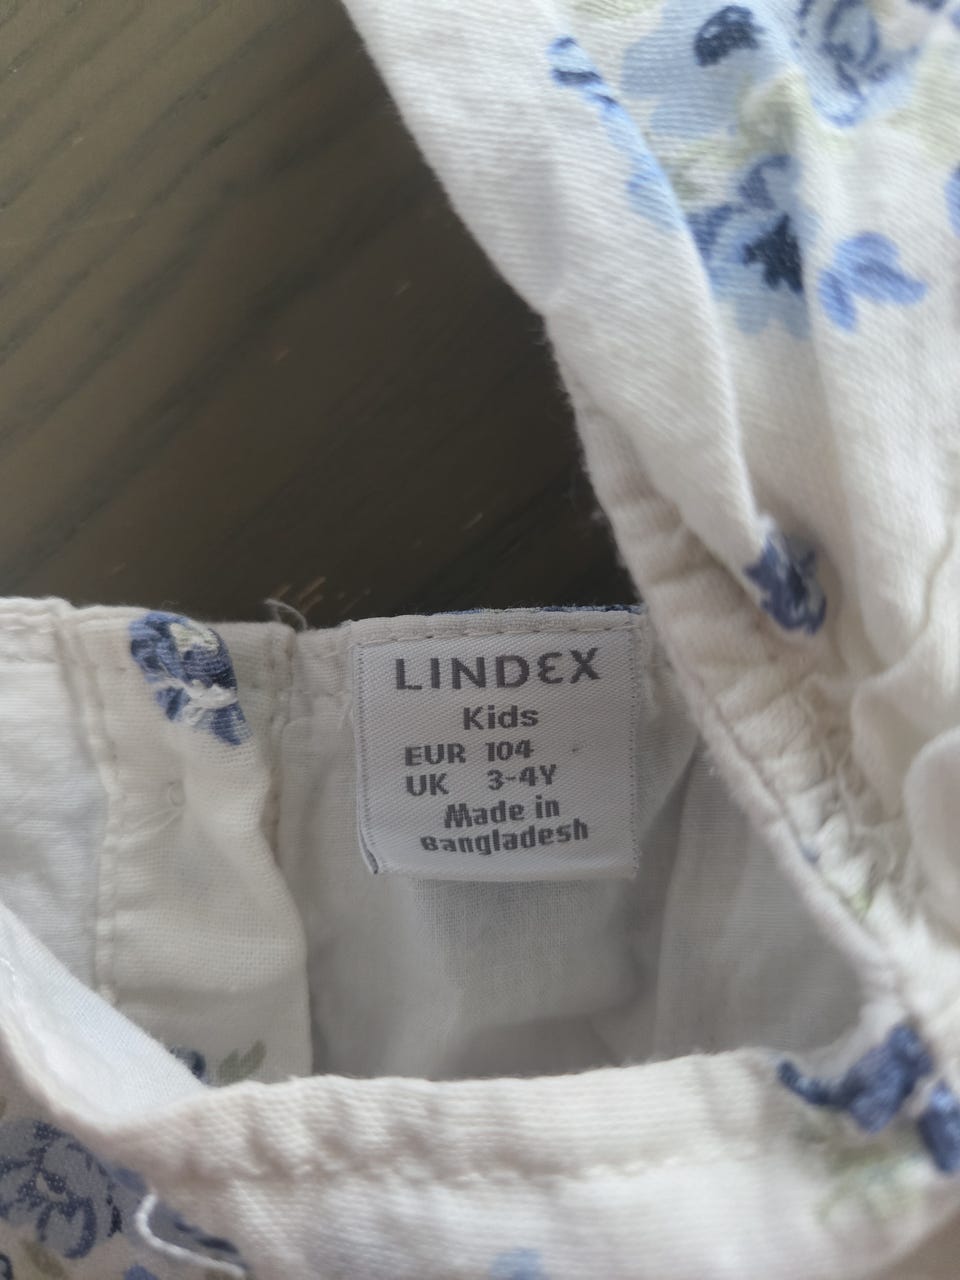 LINDEX
Kids
EUR 104
UK 3-4Y
Made in
Bangladesh